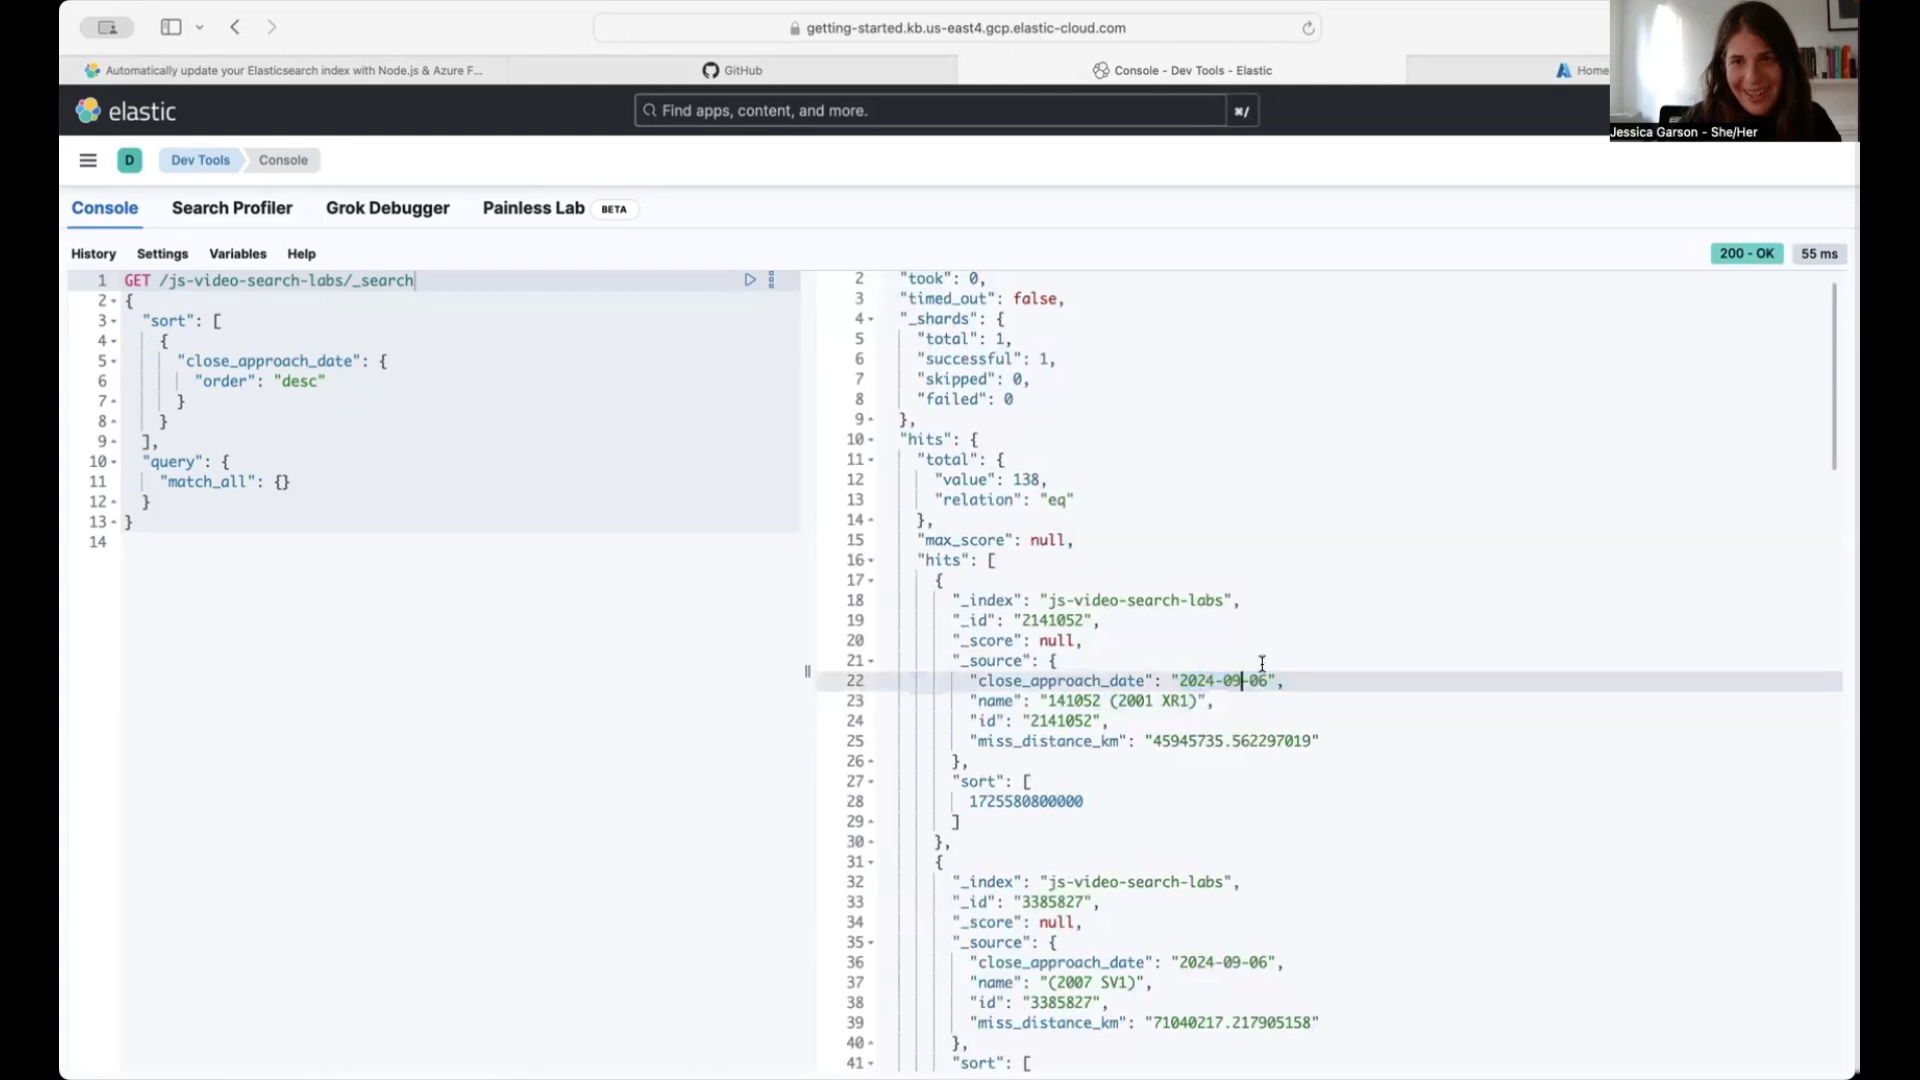 getting-started.kb.us-east4.gcp.elastic-cloud.com
Automatically update your Elasticsearch index with Node.js & Azure F...
GitHub
Console - Dev Tools - Elastic
Home
Jessica Garson - She/Her
elastic
Find apps, content, and more.
⌘/
D
Dev Tools
Console
Console
Search Profiler
Grok Debugger
Painless Lab
BETA
History
Settings
Variables
Help
200 - OK
55 ms
1 GET /js-video-search-labs/_search
2 {
3 "sort": [
4 {
5 "close_approach_date": {
6 "order": "desc"
7 }
8 }
9 ],
10 "query": {
11 "match_all": {}
12 }
13 }
14
2 "took": 0,
3 "timed_out": false,
4 "_shards": {
5 "total": 1,
6 "successful": 1,
7 "skipped": 0,
8 "failed": 0
9 },
10 "hits": {
11 "total": {
12 "value": 138,
13 "relation": "eq"
14 },
15 "max_score": null,
16 "hits": [
17 {
18 "_index": "js-video-search-labs",
19 "_id": "2141052",
20 "_score": null,
21 "_source": {
22 "close_approach_date": "2024-09-06",
23 "name": "141052 (2001 XR1)",
24 "id": "2141052",
25 "miss_distance_km": "45945735.562297019"
26 },
27 "sort": [
28 1725580800000
29 ]
30 },
31 {
32 "_index": "js-video-search-labs",
33 "_id": "3385827",
34 "_score": null,
35 "_source": {
36 "close_approach_date": "2024-09-06",
37 "name": "(2007 SV1)",
38 "id": "3385827",
39 "miss_distance_km": "71040217.217905158"
40 },
41 "sort": [